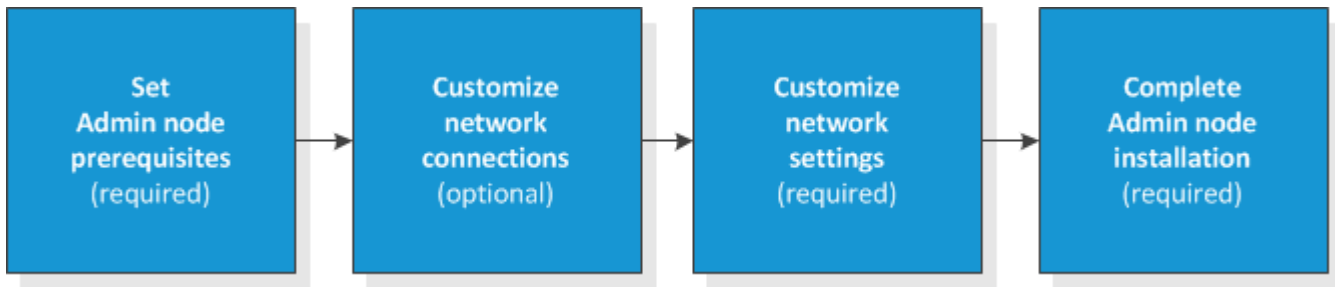 Set
Admin node
prerequisites
(required)
Customize
network
connections
(optional)
Customize
network
settings
(required)
Complete
Admin node
installation
(required)